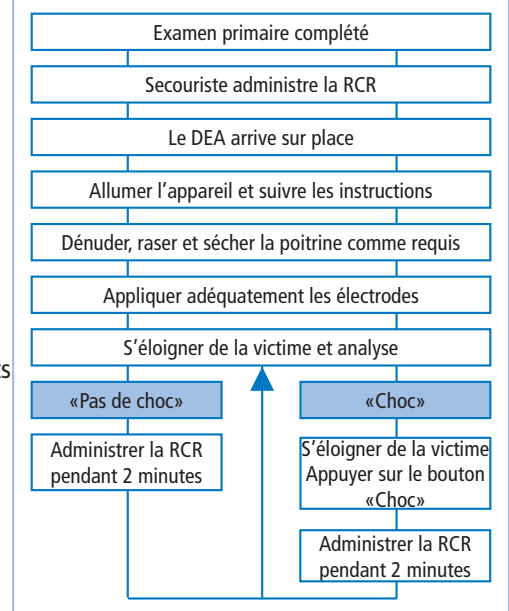 Examen primaire complété
Secouriste administre la RCR
Le DEA arrive sur place
Allumer l’appareil et suivre les instructions
Dénuder, raser et sécher la poitrine comme requis
Appliquer adéquatement les électrodes
S’éloigner de la victime et analyse
«Pas de choc»
Administrer la RCR
pendant 2 minutes
«Choc»
S’éloigner de la victime
Appuyer sur le bouton
«Choc»
Administrer la RCR
pendant 2 minutes